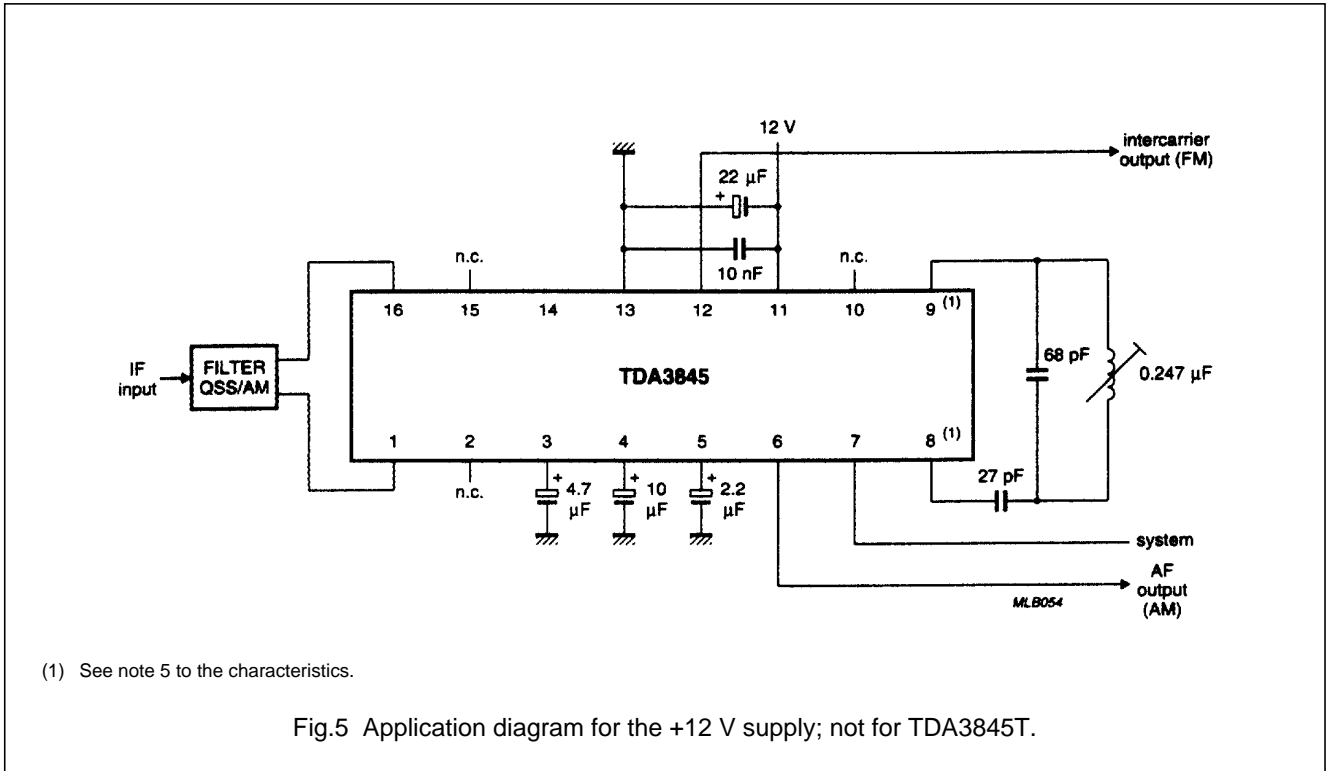 12 V
intercarrier
output (FM)
22 µF
+
n.c.
10 nF
n.c.
16 15 14 13 12 11 10 9 (1)
IF
input
FILTER
QSS/AM
TDA3845
68 pF
0.247 µF
1 2 3 4 5 6 7 8 (1)
n.c.
+
4.7
µF
+
10
µF
+
2.2
µF
27 pF
system
AF
output
(AM)
MLB054
(1) See note 5 to the characteristics.
Fig.5 Application diagram for the +12 V supply; not for TDA3845T.